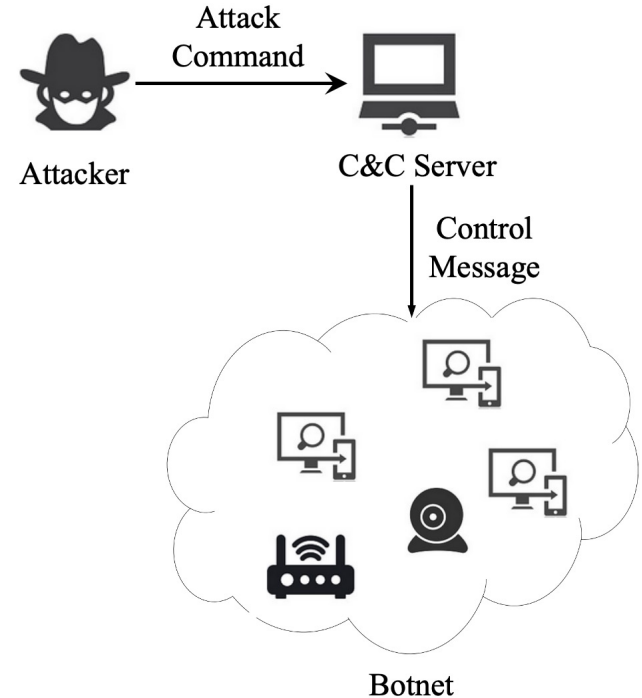 Attack
Command
Attacker
C&C Server
Control
Message
Botnet